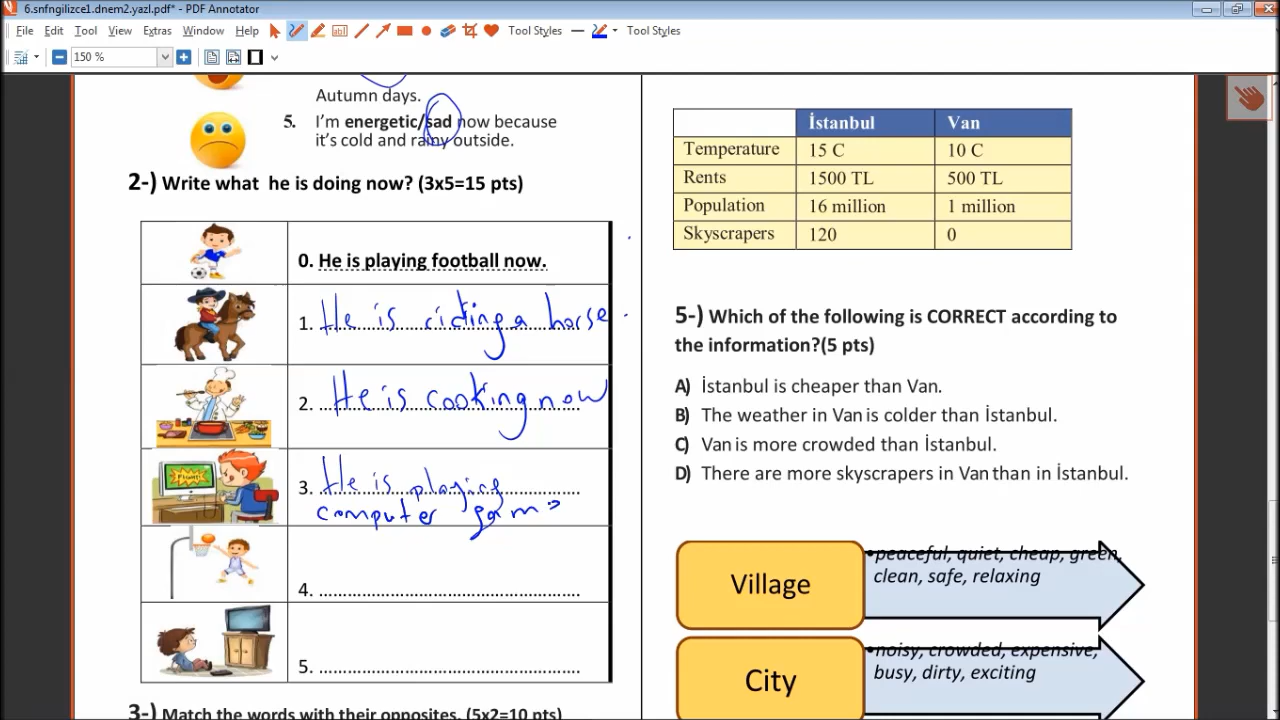 6.snfngilizce1.dnem2.yazl.pdf* - PDF Annotator
File Edit Tool View Extras Window Help Tool Styles Tool Styles
150 %
Autumn days.
5. I'm energetic/sad now because
it's cold and rainy outside.
2-) Write what he is doing now? (3x5=15 pts)
0. He is playing football now.
1. He is riding a horse
2. He is cooking now
3. He is playing
computer
4.
5.
3-) Match the words with their opposites. (5x2=10 pts)
İstanbul Van
Temperature 15 C 10 C
Rents 1500 TL 500 TL
Population 16 million 1 million
Skyscrapers 120 0
5-) Which of the following is CORRECT according to
the information?(5 pts)
A) İstanbul is cheaper than Van.
B) The weather in Van is colder than İstanbul.
C) Van is more crowded than İstanbul.
D) There are more skyscrapers in Van than in İstanbul.
Village
•peaceful, quiet, cheap, green,
clean, safe, relaxing
City
•noisy, crowded, expensive,
busy, dirty, exciting